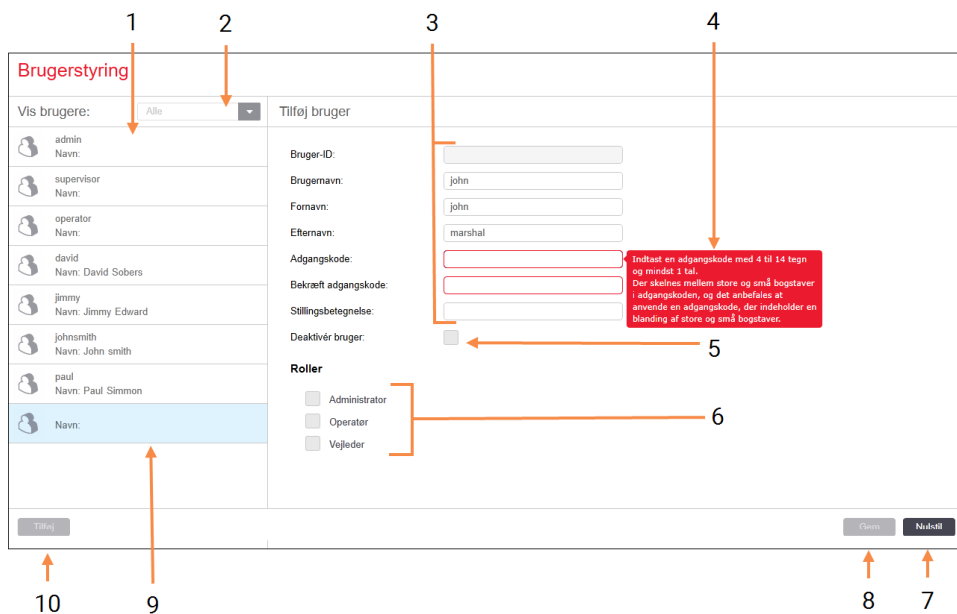 1
2
3
4
Brugerstyring
Vis brugere:
Alle
Tilføj bruger
admin
Navn:
supervisor
Navn:
operator
Navn:
david
Navn: David Sobers
jimmy
Navn: Jimmy Edward
johnsmith
Navn: John smith
paul
Navn: Paul Simmon
Navn:
Bruger-ID:
Brugernavn:
john
Fornavn:
john
Efternavn:
marshal
Adgangskode:
Bekræft adgangskode:
Stillingsbetegnelse:
Deaktivér bruger:
Indtast en adgangskode med 4 til 14 tegn
og mindst 1 tal.
Der skelnes mellem store og små bogstaver
i adgangskoden, og det anbefales at
anvende en adgangskode, der indeholder en
blanding af store og små bogstaver.
5
Roller
Administrator
Operatør
Vejleder
6
Tilføj
Gem
Nulstil
10
9
8
7